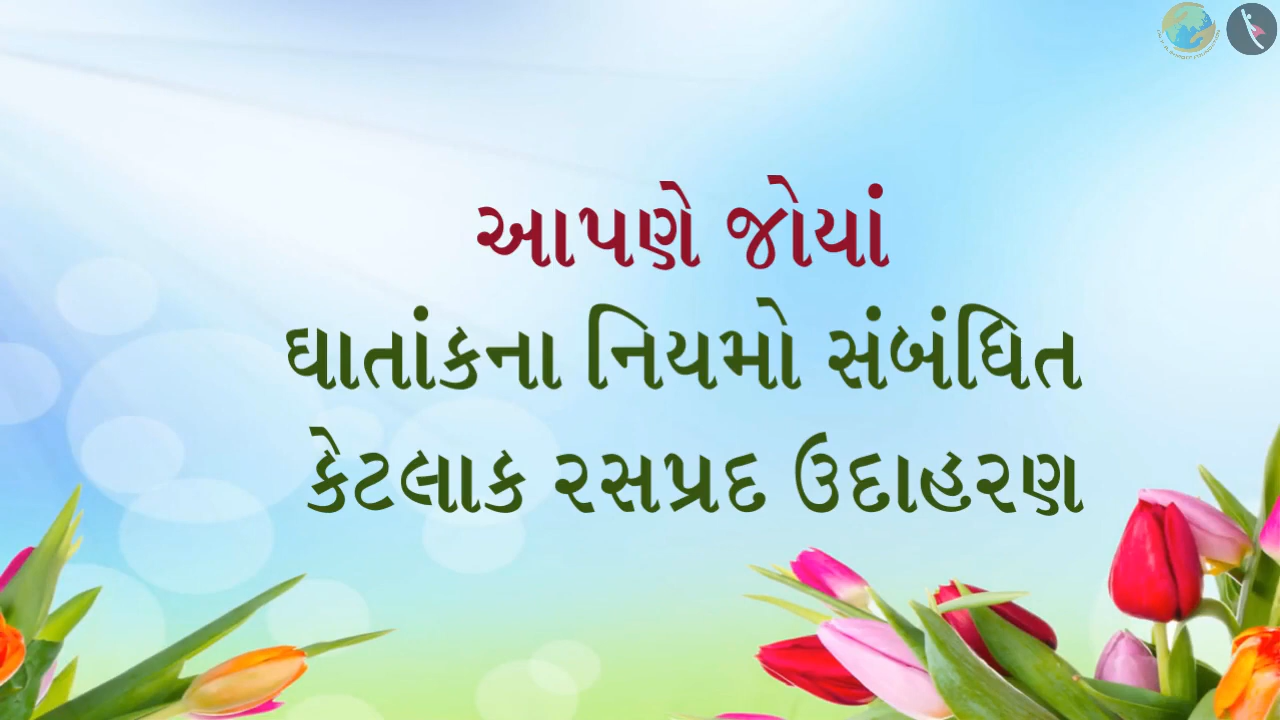 આપણે જોયાં
ઘાતાંકના નિયમો સંબંધિત
કેટલાક રસપ્રદ ઉદાહરણ